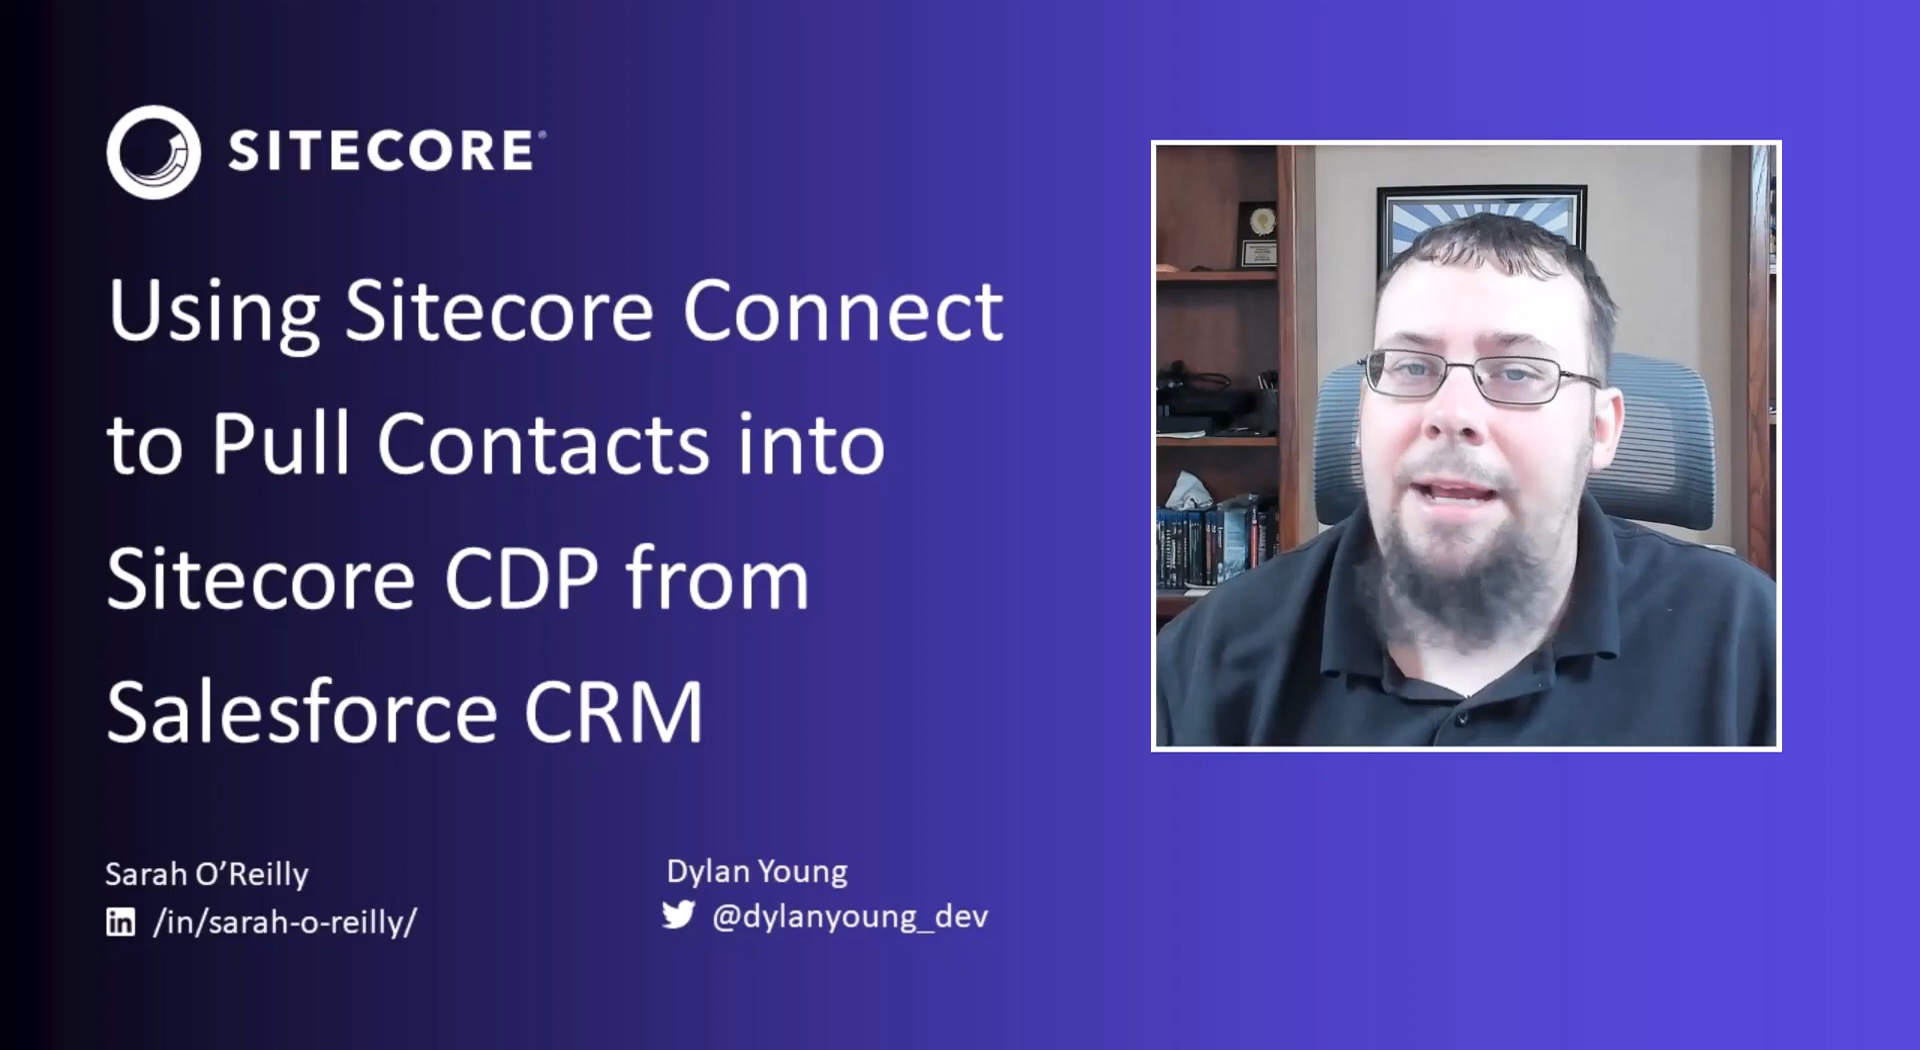 SITECORE
Using Sitecore Connect
to Pull Contacts into
Sitecore CDP from
Salesforce CRM
Sarah O'Reilly
in /in/sarah-o-reilly/
Dylan Young
@dylanyoung_dev